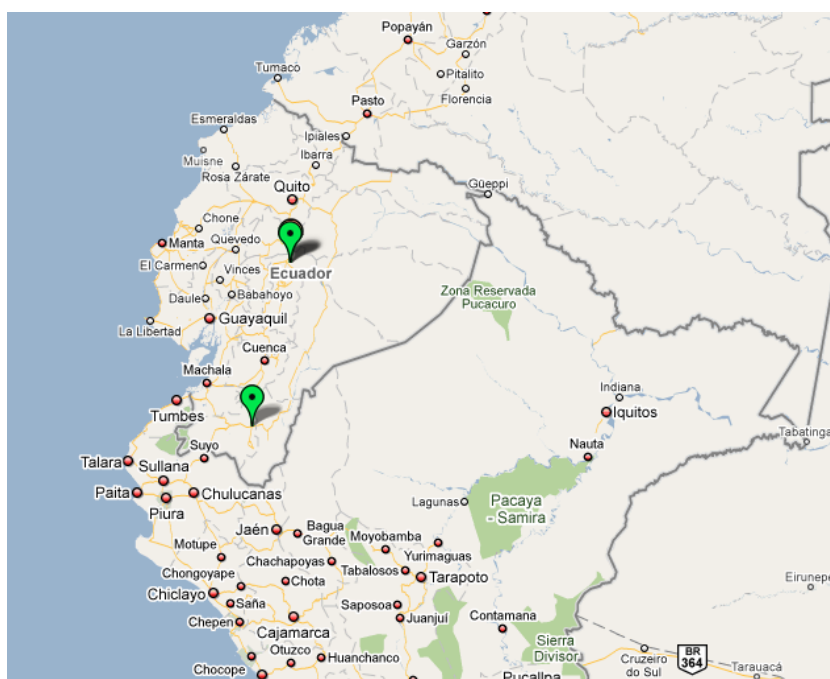 Popayán
Garzón
Pitalito
Florencia
Tumaco
Pasto
Esmeraldas
Ipiales
Muisne
Ibarra
Rosa Zárate
Quito
Güeppi
Chone
Manta
Quevedo
El Carmen
Ecuador
Vinces
Zona Reservada
Pucacuro
Daule
Babahoyo
La Libertad
Guayaquil
Cuenca
Machala
Indiana
Tumbes
Iquitos
Tabatinga
Suyo
Nauta
Talara
Sullana
Paita
Chulucanas
Piura
Lagunas
Pacaya
- Samira
Jaén
Bagua
Grande
Moyobamba
Motupe
Yurimaguas
Chachapoyas
Tabalosos
Tarapoto
Chongoyape
Chota
Eirunepe
Chiclayo
Saña
Saposoa
Juanjuí
Contamana
Chepen
Cajamarca
Sierra
Divisor
BR
364
Otuzco
Huanchanco
Cruzeiro
do Sul
Chocope
Pucallpa
Tarauacá